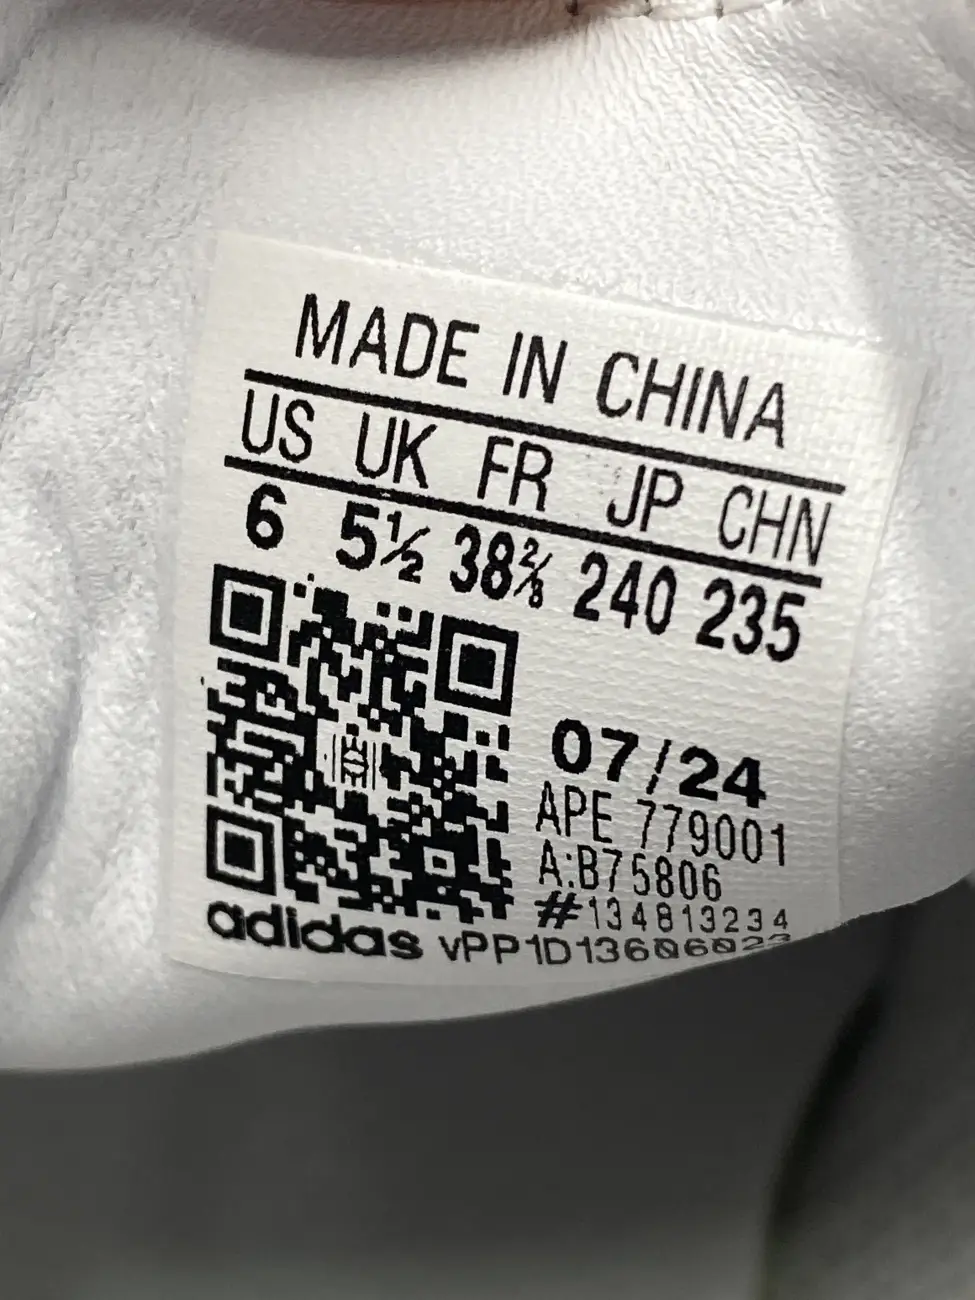 MADE IN CHINA
US UK FR JP CHN
6 5½ 38⅔ 240 235
07/24
APE 779001
A:B75806
#134813234
adidas